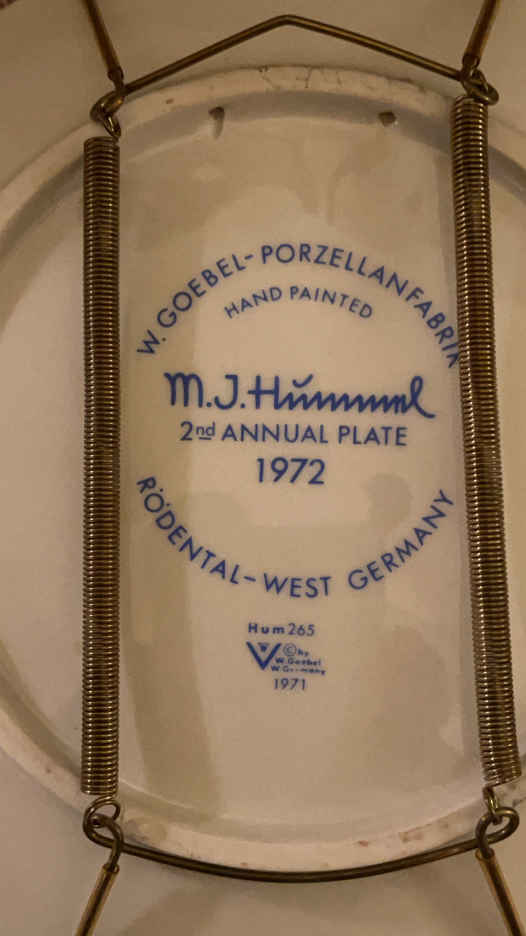 W. GOEBEL-PORZELLANFABRIK
HAND PAINTED
M.J. Hummel
2nd ANNUAL PLATE
1972
RÖDENTAL-WEST GERMANY
Hum 265
W
© by
W. Goebel
W. Germany
1971